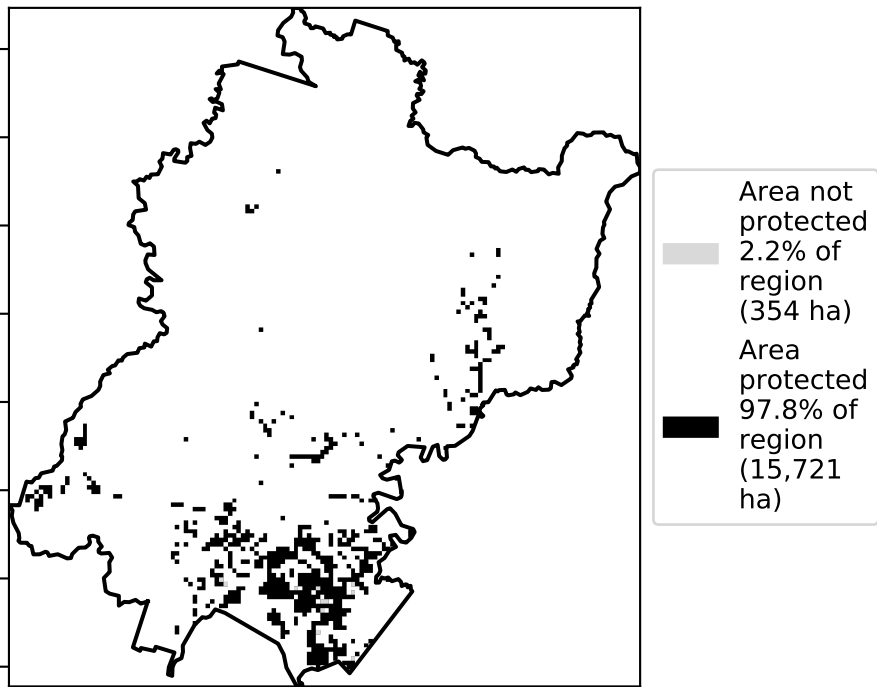 Area not
protected
2.2% of
region
(354 ha)
Area
protected
97.8% of
region
(15,721
ha)